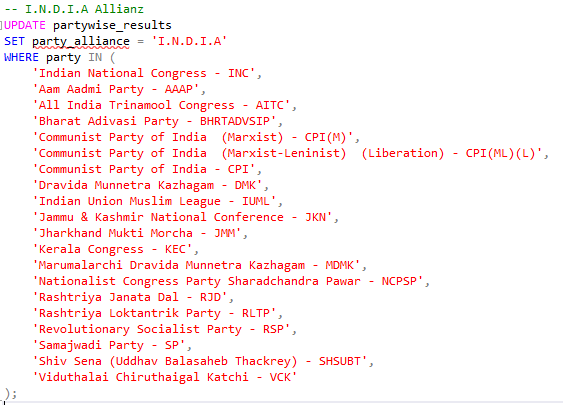 -- I.N.D.I.A Allianz
UPDATE partywise_results
SET party_alliance = 'I.N.D.I.A'
WHERE party IN (
    'Indian National Congress - INC',
    'Aam Aadmi Party - AAAP',
    'All India Trinamool Congress - AITC',
    'Bharat Adivasi Party - BHRTADVSIP',
    'Communist Party of India  (Marxist) - CPI(M)',
    'Communist Party of India  (Marxist-Leninist)  (Liberation) - CPI(ML)(L)',
    'Communist Party of India - CPI',
    'Dravida Munnetra Kazhagam - DMK',
    'Indian Union Muslim League - IUML',
    'Jammu & Kashmir National Conference - JKN',
    'Jharkhand Mukti Morcha - JMM',
    'Kerala Congress - KEC',
    'Marumalarchi Dravida Munnetra Kazhagam - MDMK',
    'Nationalist Congress Party Sharadchandra Pawar - NCPSP',
    'Rashtriya Janata Dal - RJD',
    'Rashtriya Loktantrik Party - RLTP',
    'Revolutionary Socialist Party - RSP',
    'Samajwadi Party - SP',
    'Shiv Sena (Uddhav Balasaheb Thackrey) - SHSUBT',
    'Viduthalai Chiruthaigal Katchi - VCK'
);